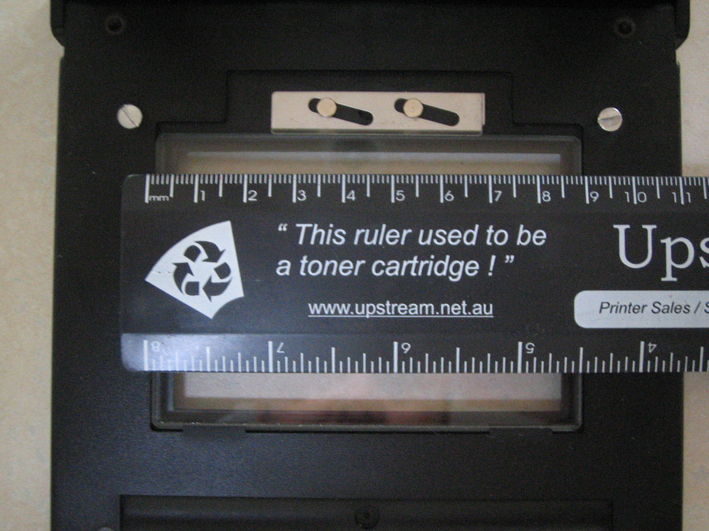 mm 1 2 3 4 5 6 7 8 9 10 11
“ This ruler used to be
a toner cartridge ! ”
Ups
www.upstream.net.au
Printer Sales / S
8 7 6 5 4